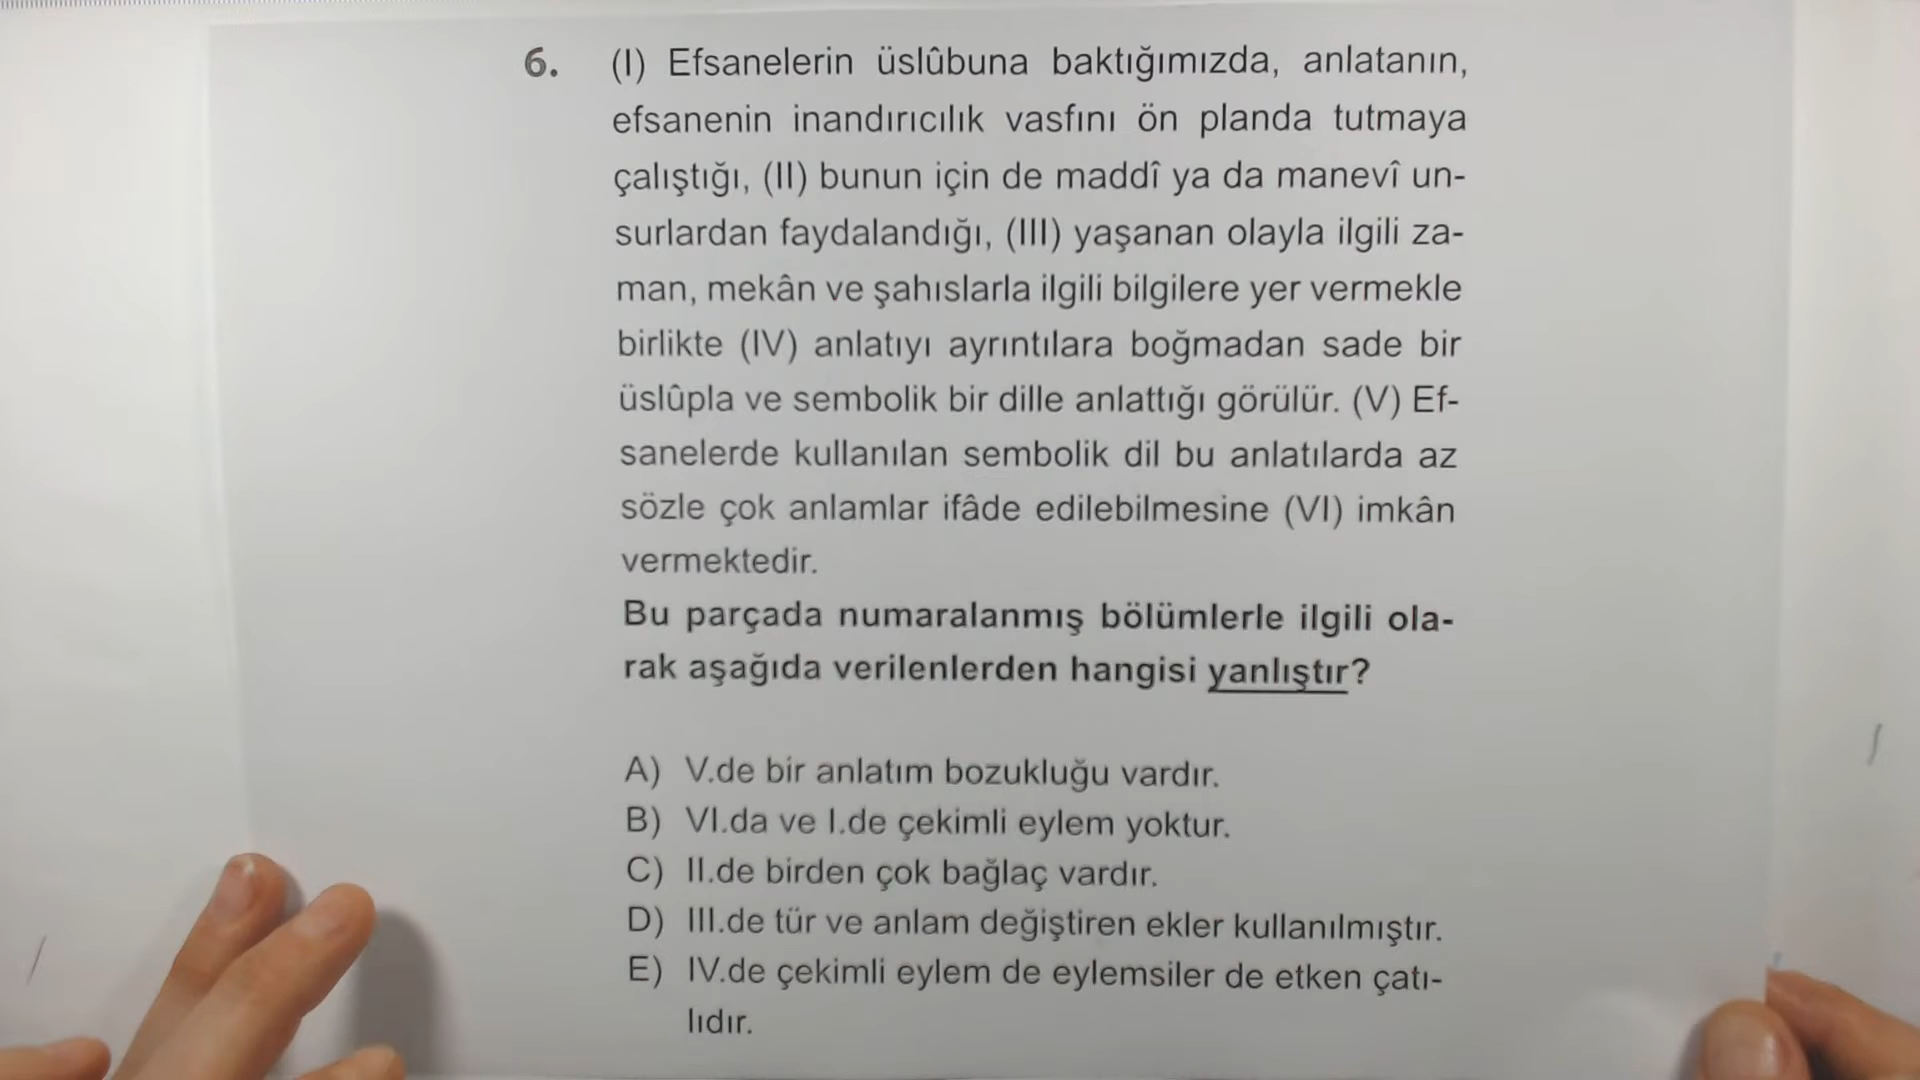 6. (I) Efsanelerin üslûbuna baktığımızda, anlatanın,
efsanenin inandırıcılık vasfını ön planda tutmaya
çalıştığı, (II) bunun için de maddî ya da manevî un-
surlardan faydalandığı, (III) yaşanan olayla ilgili za-
man, mekân ve şahıslarla ilgili bilgilere yer vermekle
birlikte (IV) anlatıyı ayrıntılara boğmadan sade bir
üslûpla ve sembolik bir dille anlattığı görülür. (V) Ef-
sanelerde kullanılan sembolik dil bu anlatılarda az
sözle çok anlamlar ifâde edilebilmesine (VI) imkân
vermektedir.
Bu parçada numaralanmış bölümlerle ilgili ola-
rak aşağıda verilenlerden hangisi yanlıştır?
A) V.de bir anlatım bozukluğu vardır.
B) VI.da ve I.de çekimli eylem yoktur.
C) II.de birden çok bağlaç vardır.
D) III.de tür ve anlam değiştiren ekler kullanılmıştır.
E) IV.de çekimli eylem de eylemsiler de etken çatı-
lıdır.